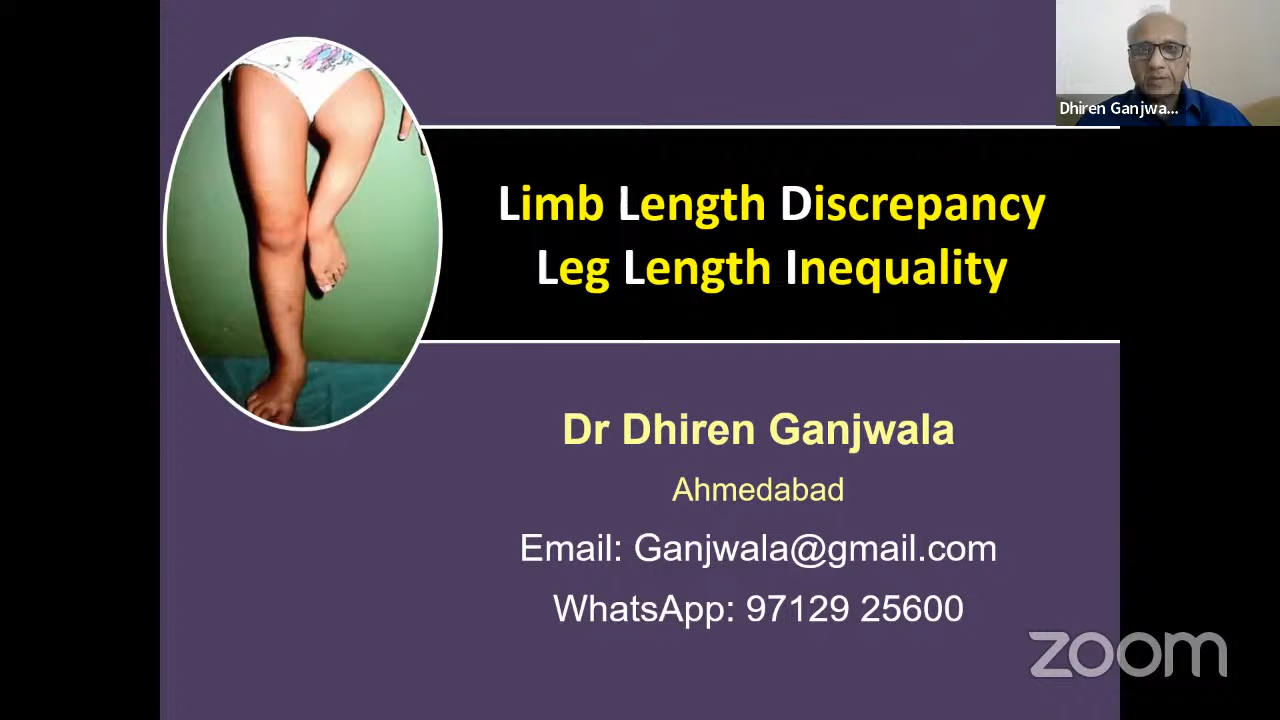 Dhiren Ganjwa...
Limb Length Discrepancy
Leg Length Inequality
Dr Dhiren Ganjwala
Ahmedabad
Email: Ganjwala@gmail.com
WhatsApp: 97129 25600
zoom